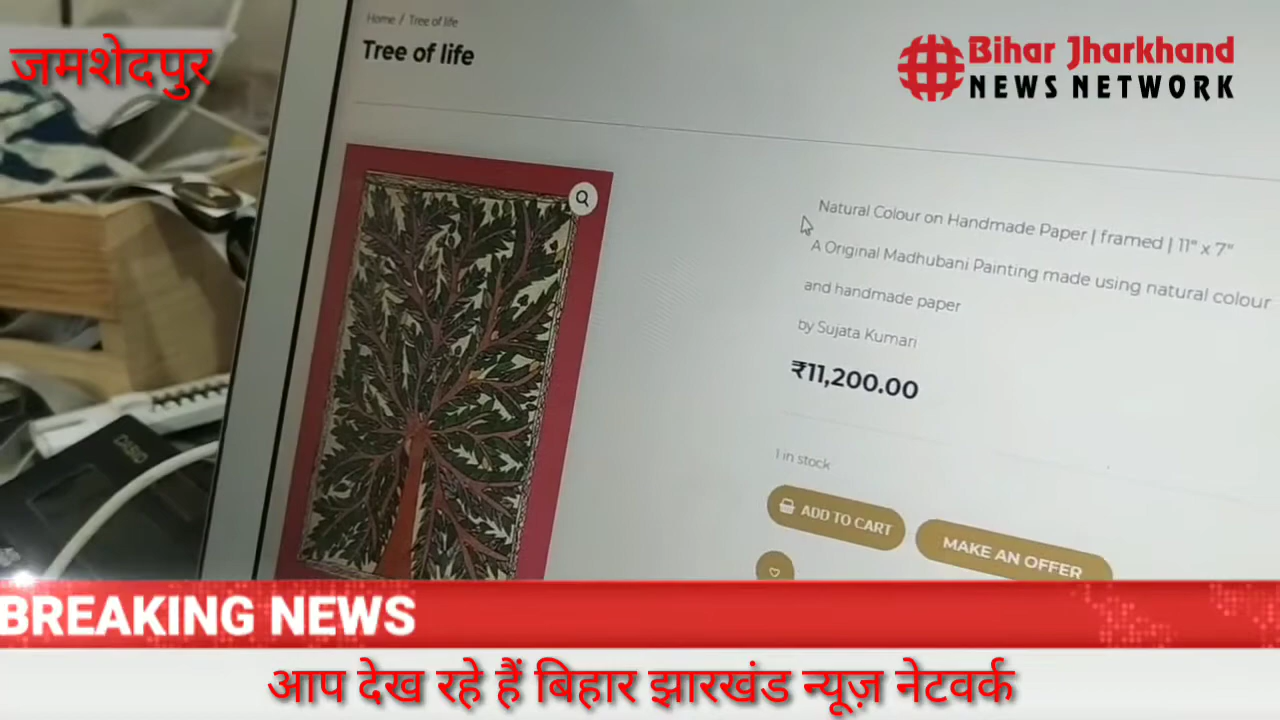 जमशेदपुर
Bihar Jharkhand
NEWS NETWORK
Home / Tree of life
Tree of life
Natural Colour on Handmade Paper | framed | 11" x 7"
A Original Madhubani Painting made using natural colour
and handmade paper
by Sujata Kumari
₹11,200.00
1 in stock
ADD TO CART
MAKE AN OFFER
BREAKING NEWS
आप देख रहे हैं बिहार झारखंड न्यूज़ नेटवर्क